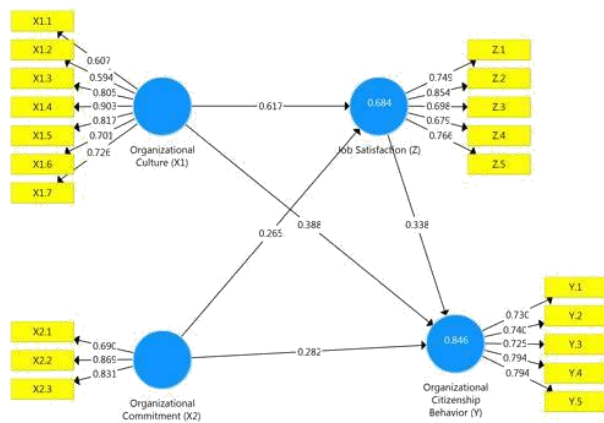 X1.1
X1.2
X1.3
X1.4
X1.5
X1.6
X1.7
0.607
0.594
0.805
0.903
0.817
0.701
0.726
Organizational
Culture (X1)
0.617
0.684
Job Satisfaction (Z)
0.749
0.854
0.698
0.675
0.766
Z.1
Z.2
Z.3
Z.4
Z.5
0.265
0.388
0.338
X2.1
X2.2
X2.3
0.690
0.869
0.831
Organizational
Commitment (X2)
0.282
0.846
Organizational
Citizenship
Behavior (Y)
0.730
0.740
0.725
0.794
0.794
Y.1
Y.2
Y.3
Y.4
Y.5